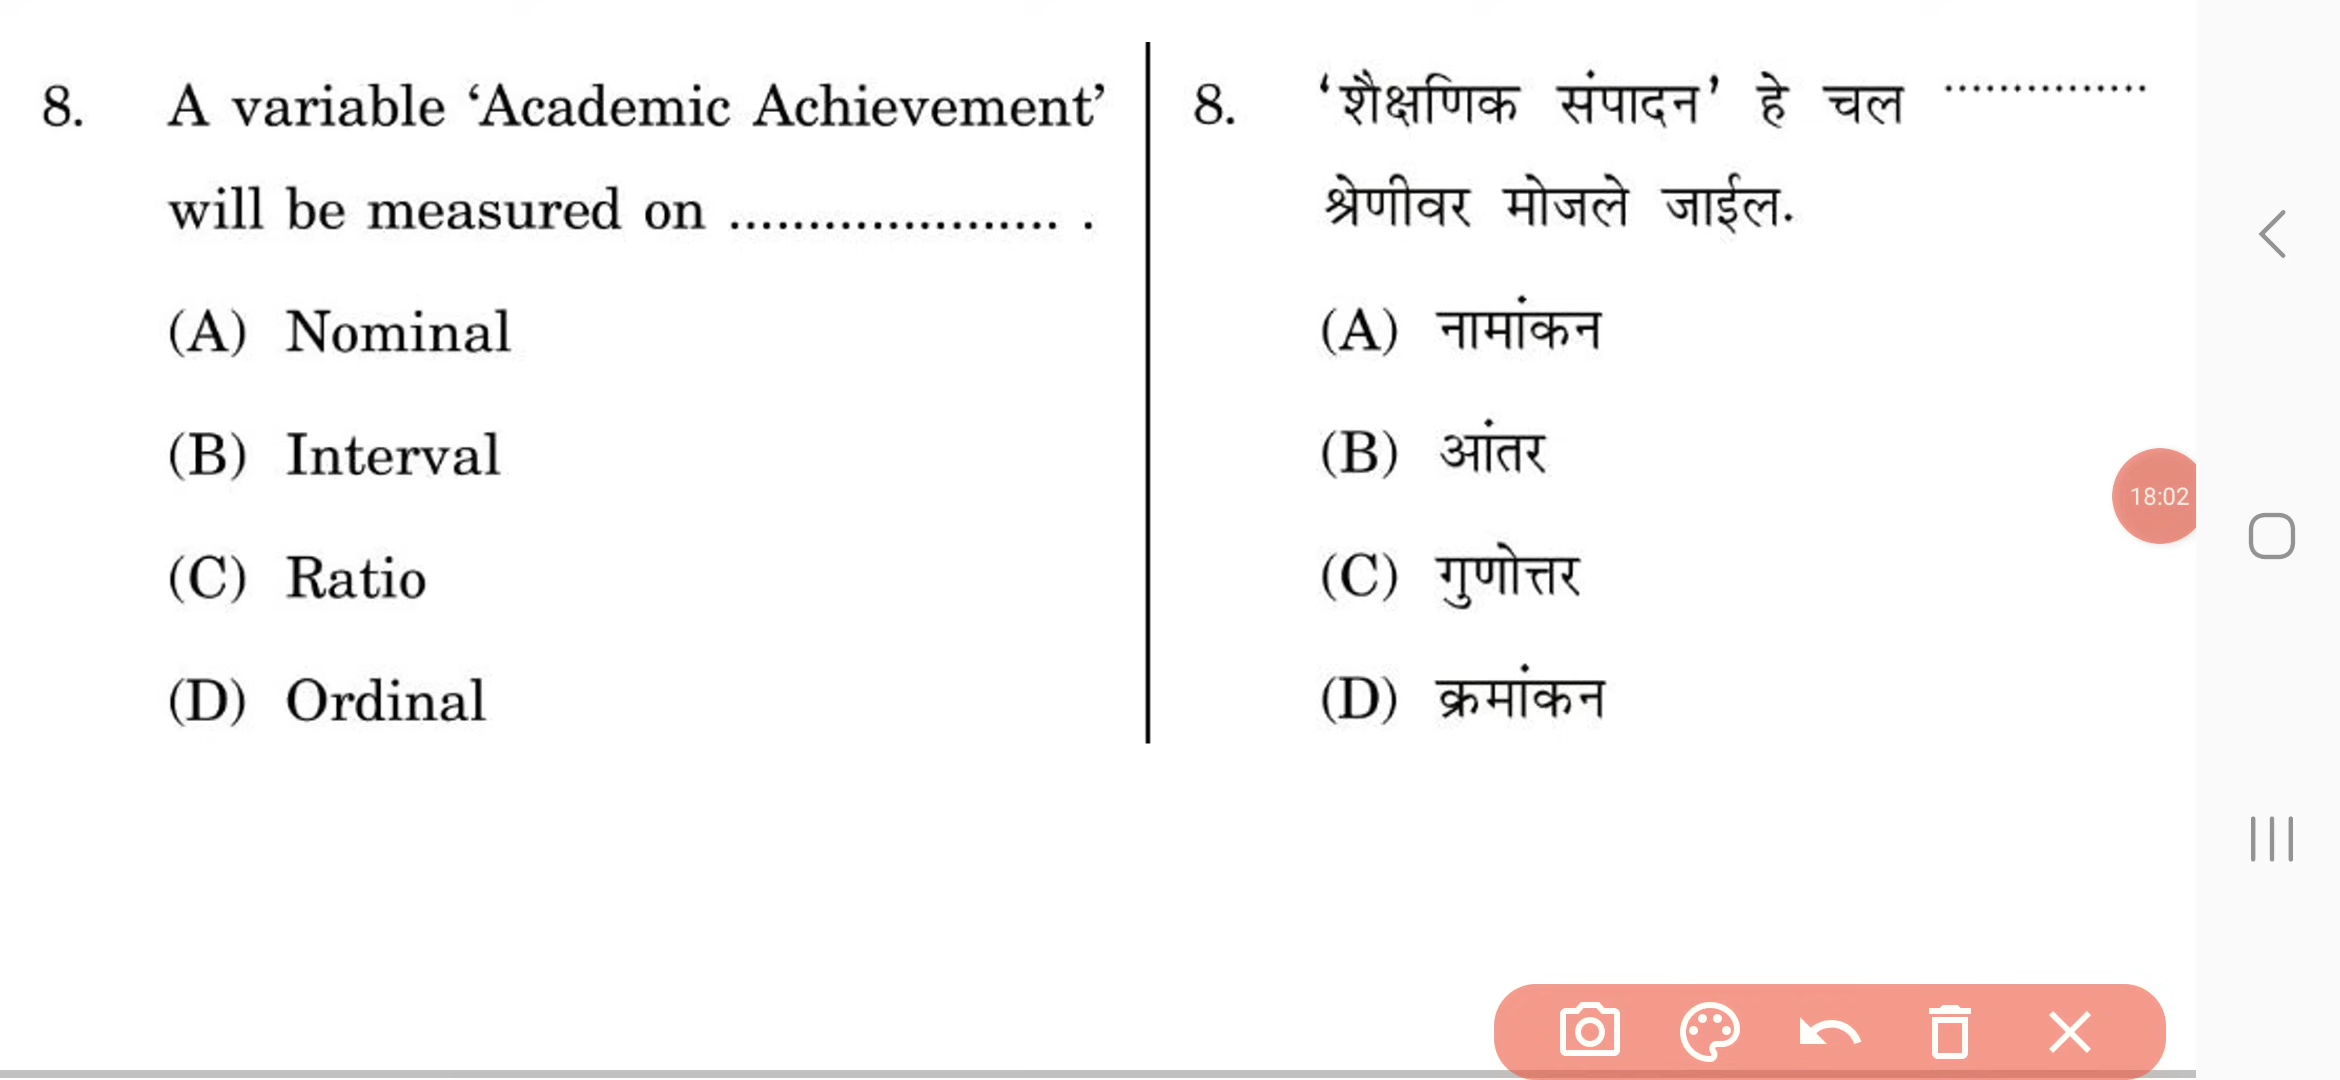 8. A variable ‘Academic Achievement’
will be measured on ..................... .
(A) Nominal
(B) Interval
(C) Ratio
(D) Ordinal
8. ‘शैक्षणिक संपादन’ हे चल ...............
श्रेणीवर मोजले जाईल.
(A) नामांकन
(B) आंतर
(C) गुणोत्तर
(D) क्रमांकन
18:02